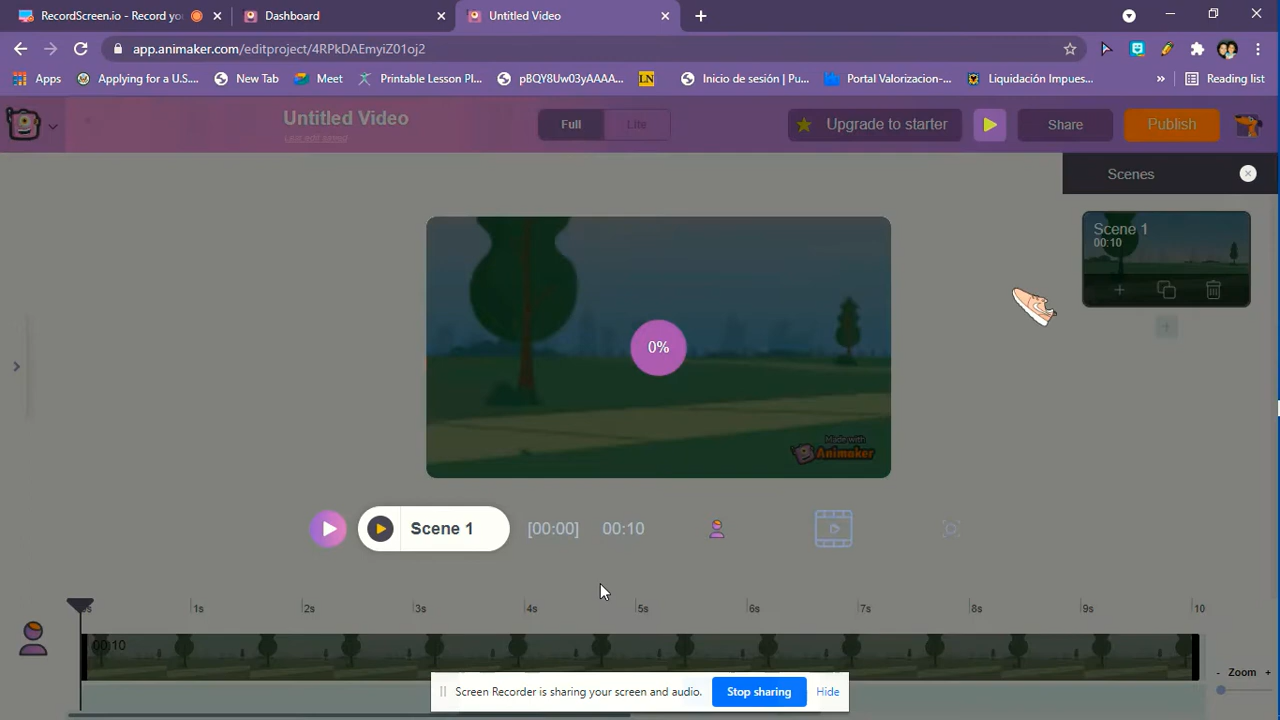 RecordScreen.io - Record yo
Dashboard
Untitled Video
app.animaker.com/editproject/4RPkDAEmyiZ01oj2
Apps
Applying for a U.S....
New Tab
Meet
Printable Lesson Pl...
pBQY8Uw03yAAAA...
LN
Inicio de sesión | Pu...
Portal Valorizacion-...
Liquidación Impues...
»
Reading list
Untitled Video
Last edit saved
Full
Lite
Upgrade to starter
Share
Publish
Scenes
Scene 1
00:10
0%
Made with
Animaker
Scene 1
[00:00]
00:10
1s
2s
3s
4s
5s
6s
7s
8s
9s
10
00:10
- Zoom +
Screen Recorder is sharing your screen and audio.
Stop sharing
Hide